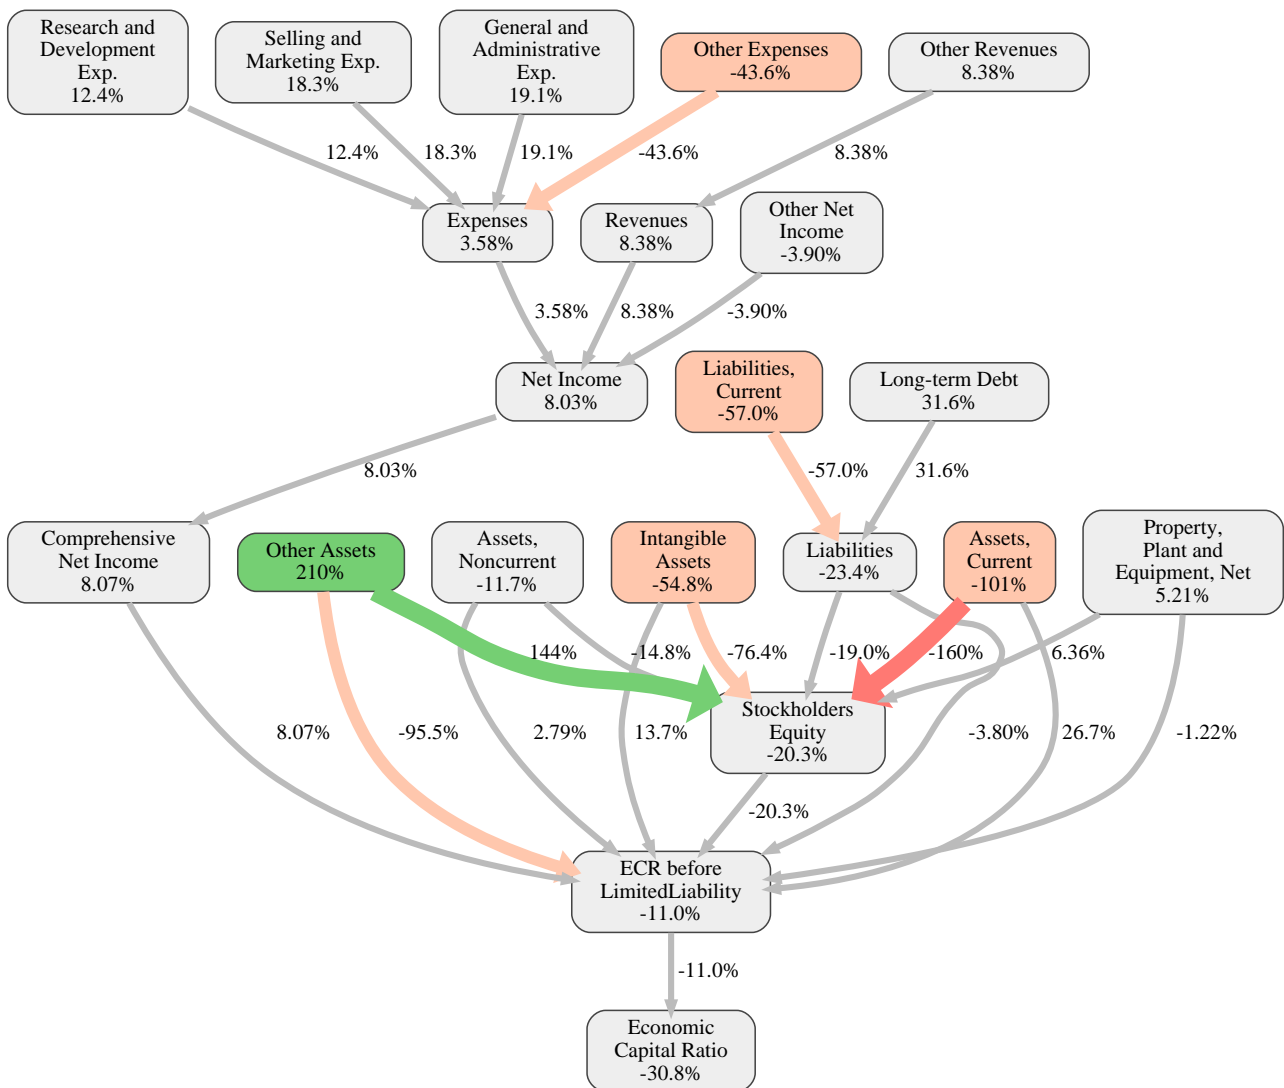 Research and
Development
Exp.
12.4%
Selling and
Marketing Exp.
18.3%
General and
Administrative
Exp.
19.1%
Other Expenses
-43.6%
Other Revenues
8.38%
12.4%
18.3%
19.1%
-43.6%
8.38%
Expenses
3.58%
Revenues
8.38%
Other Net
Income
-3.90%
3.58%
8.38%
-3.90%
Net Income
8.03%
Liabilities,
Current
-57.0%
Long-term Debt
31.6%
8.03%
-57.0%
31.6%
Comprehensive
Net Income
8.07%
Other Assets
210%
Assets,
Noncurrent
-11.7%
Intangible
Assets
-54.8%
Liabilities
-23.4%
Assets,
Current
-101%
Property,
Plant and
Equipment, Net
5.21%
144%
-14.8%
-76.4%
-19.0%
-160%
6.36%
Stockholders
Equity
-20.3%
8.07%
-95.5%
2.79%
13.7%
-3.80%
26.7%
-1.22%
-20.3%
ECR before
LimitedLiability
-11.0%
-11.0%
Economic
Capital Ratio
-30.8%